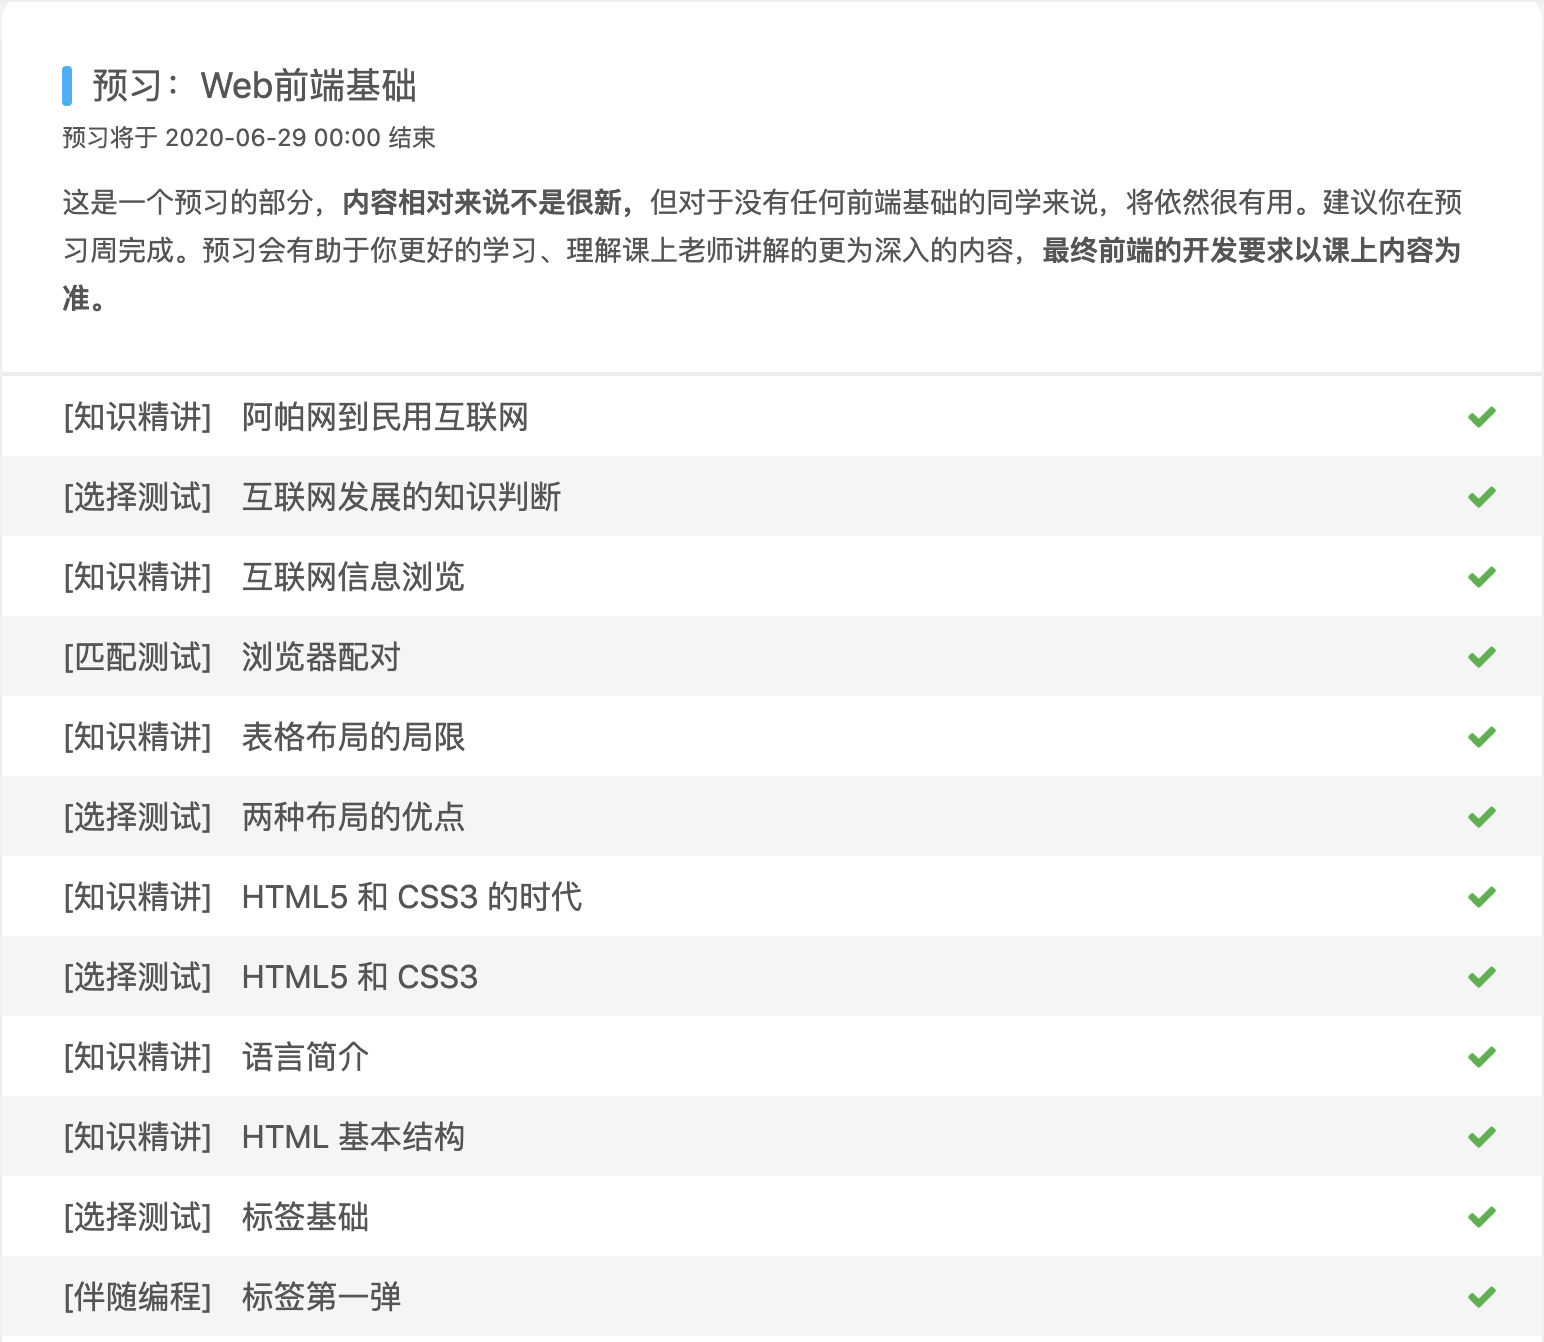 预习：Web前端基础
预习将于 2020-06-29 00:00 结束
这是一个预习的部分，内容相对来说不是很新，但对于没有任何前端基础的同学来说，将依然很有用。建议你在预
习周完成。预习会有助于你更好的学习、理解课上老师讲解的更为深入的内容，最终前端的开发要求以课上内容为
准。
[知识精讲] 阿帕网到民用互联网
[选择测试] 互联网发展的知识判断
[知识精讲] 互联网信息浏览
[匹配测试] 浏览器配对
[知识精讲] 表格布局的局限
[选择测试] 两种布局的优点
[知识精讲] HTML5 和 CSS3 的时代
[选择测试] HTML5 和 CSS3
[知识精讲] 语言简介
[知识精讲] HTML 基本结构
[选择测试] 标签基础
[伴随编程] 标签第一弹